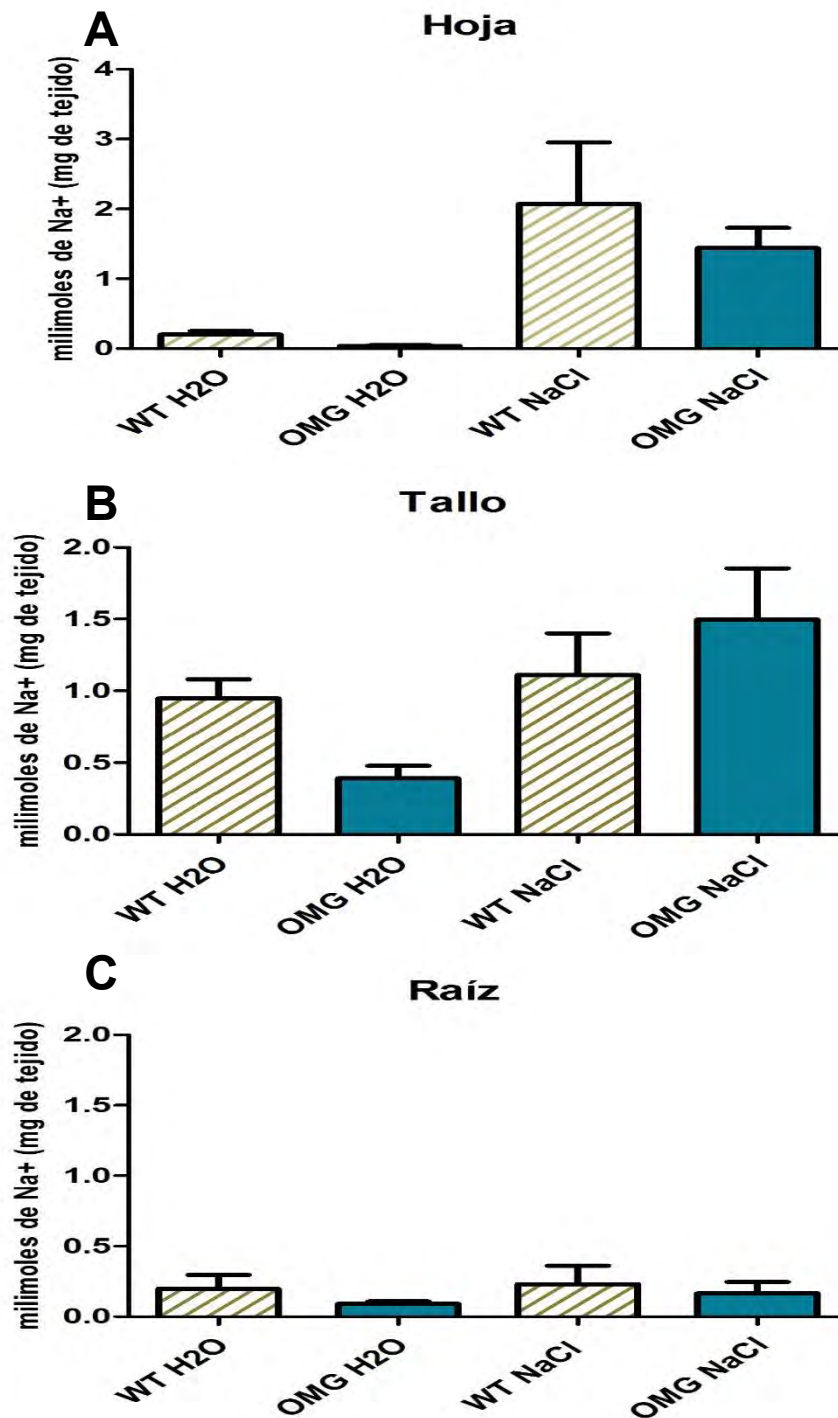 A
Hoja
milimoles de Na+ (mg de tejido)
4
3
2
1
0
WT H2O
OMG H2O
WT NaCl
OMG NaCl
B
Tallo
milimoles de Na+ (mg de tejido)
2.0
1.5
1.0
0.5
0.0
WT H2O
OMG H2O
WT NaCl
OMG NaCl
C
Raíz
milimoles de Na+ (mg de tejido)
2.0
1.5
1.0
0.5
0.0
WT H2O
OMG H2O
WT NaCl
OMG NaCl